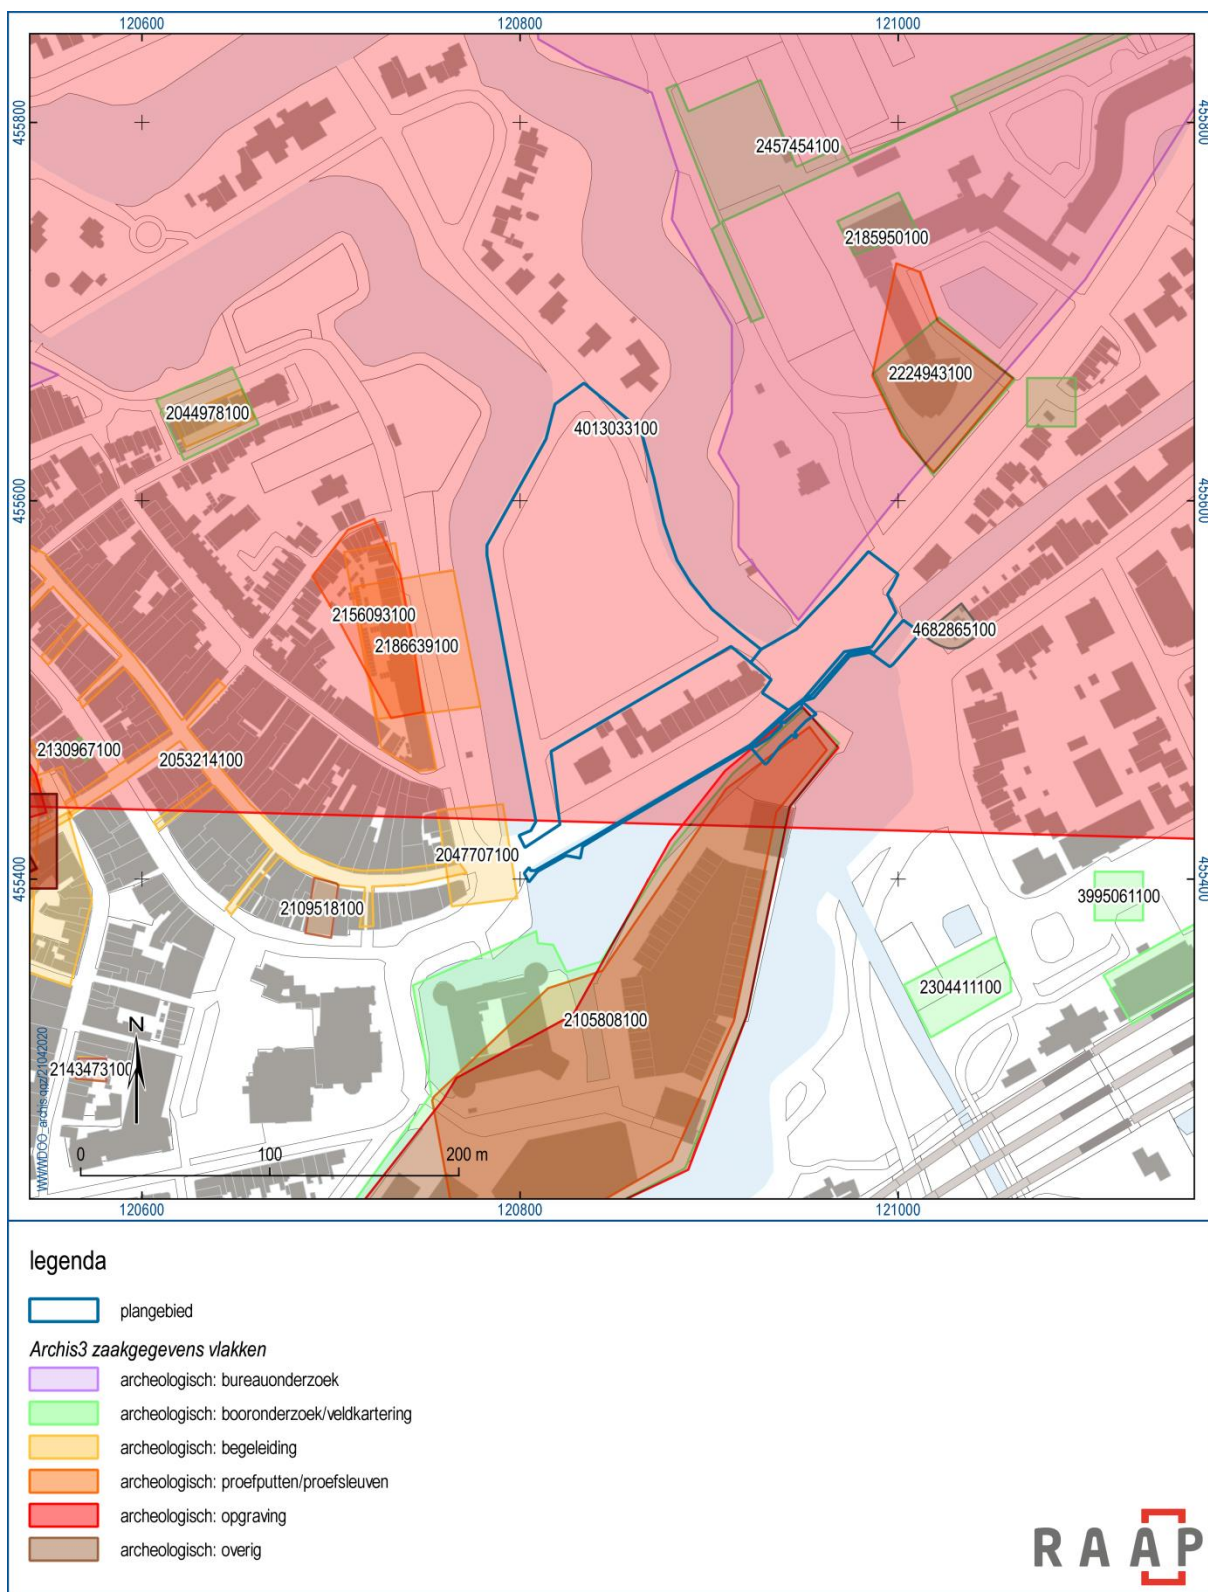 120600 120800 121000
455800 455800
2457454100
2185950100
2224943100
2044978100
4013033100
455600 455600
2156093100
2186639100
4682865100
2130967100
2053214100
2047707100
455400 455400
2109518100
3995061100
2304411100
2105808100
N
2143473100
0 100 200 m
120600 120800 121000
legenda
plangebied
Archis3 zaakgegevens vlakken
archeologisch: bureauonderzoek
archeologisch: booronderzoek/veldkartering
archeologisch: begeleiding
archeologisch: proefputten/proefsleuven
archeologisch: opgraving
archeologisch: overig
RAAP